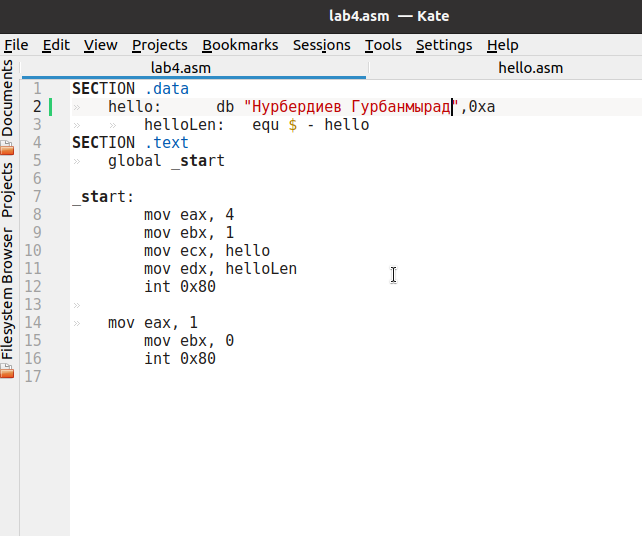 lab4.asm — Kate
File Edit View Projects Bookmarks Sessions Tools Settings Help
lab4.asm hello.asm
Documents
Projects
Filesystem Browser
1 SECTION .data
2 » hello: db "Нурбердиев Гурбанмырад",0xa
3 » » helloLen: equ $ - hello
4 SECTION .text
5 » global _start
6
7 _start:
8 mov eax, 4
9 mov ebx, 1
10 mov ecx, hello
11 mov edx, helloLen
12 int 0x80
13 »
14 » mov eax, 1
15 mov ebx, 0
16 int 0x80
17